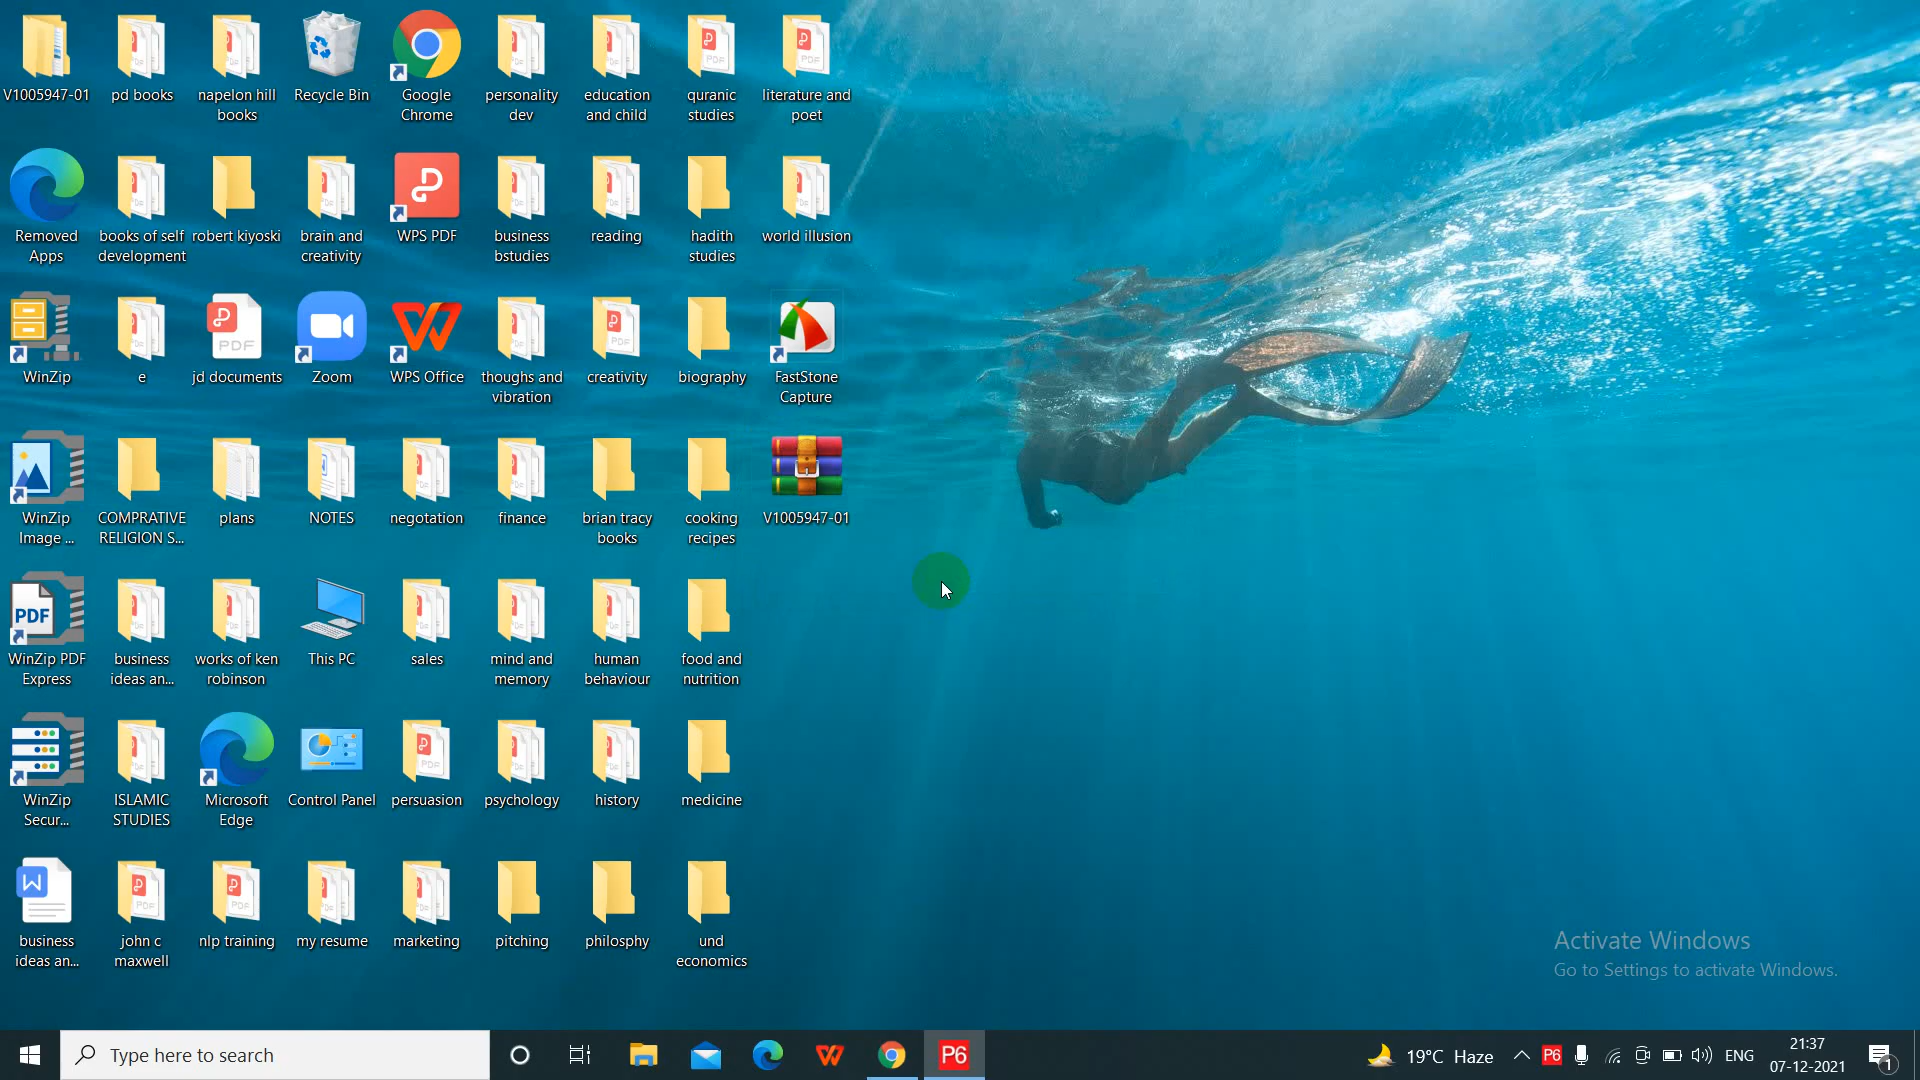 V1005947-01
pd books
napelon hill
books
Recycle Bin
Google
Chrome
personality
dev
education
and child
quranic
studies
literature and
poet
Removed
Apps
books of self
development
robert kiyoski
brain and
creativity
WPS PDF
business
bstudies
reading
hadith
studies
world illusion
WinZip
e
jd documents
Zoom
WPS Office
thoughs and
vibration
creativity
biography
FastStone
Capture
WinZip
Image ...
COMPRATIVE
RELIGION S...
plans
NOTES
negotation
finance
brian tracy
books
cooking
recipes
V1005947-01
PDF
WinZip PDF
Express
business
ideas an...
works of ken
robinson
This PC
sales
mind and
memory
human
behaviour
food and
nutrition
WinZip
Secur...
ISLAMIC
STUDIES
Microsoft
Edge
Control Panel
persuasion
psychology
history
medicine
business
ideas an...
john c
maxwell
nlp training
my resume
marketing
pitching
philosphy
und
economics
Activate Windows
Go to Settings to activate Windows.
Type here to search
P6
19°C Haze
P6
ENG
21:37
07-12-2021
1